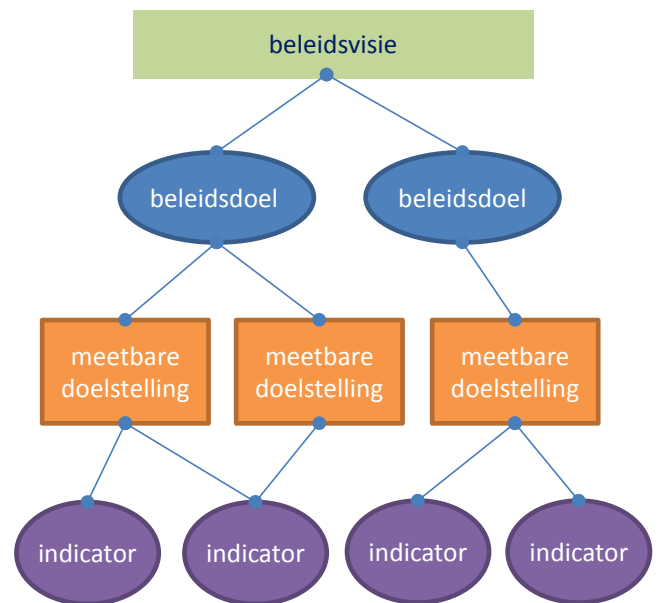 beleidsvisie
beleidsdoel
beleidsdoel
meetbare
doelstelling
meetbare
doelstelling
meetbare
doelstelling
indicator
indicator
indicator
indicator